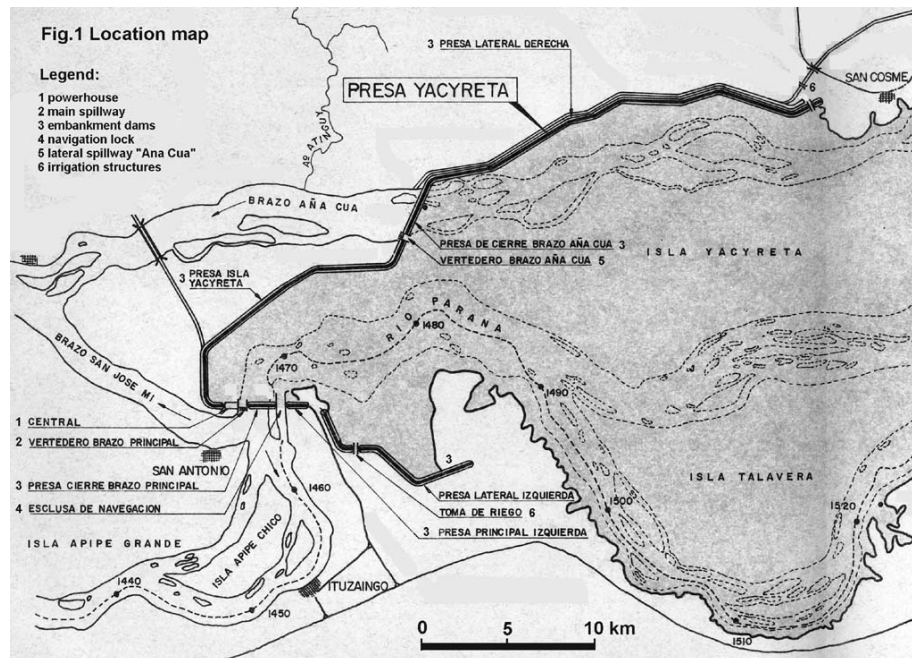 Fig.1 Location map
Legend:
1 powerhouse
2 main spillway
3 embankment dams
4 navigation lock
5 lateral spillway "Ana Cua"
6 irrigation structures
3 PRESA LATERAL DERECHA
PRESA YACYRETA
6
SAN COSME
Aº ATINGUY
BRAZO AÑA CUA
PRESA DE CIERRE BRAZO AÑA CUA 3
VERTEDERO BRAZO AÑA CUA 5
ISLA YACYRETA
3 PRESA ISLA
YACYRETA
RIO PARANA
1480
1470
1490
BRAZO SAN JOSE MI
1 CENTRAL
2 VERTEDERO BRAZO PRINCIPAL
SAN ANTONIO
3 PRESA CIERRE BRAZO PRINCIPAL
4 ESCLUSA DE NAVEGACION
1460
3
PRESA LATERAL IZQUIERDA
TOMA DE RIEGO 6
3 PRESA PRINCIPAL IZQUIERDA
ISLA TALAVERA
1500
1520
ISLA APIPE GRANDE
ISLA APIPE CHICO
ITUZAINGO
1440
1450
1510
0 5 10 km